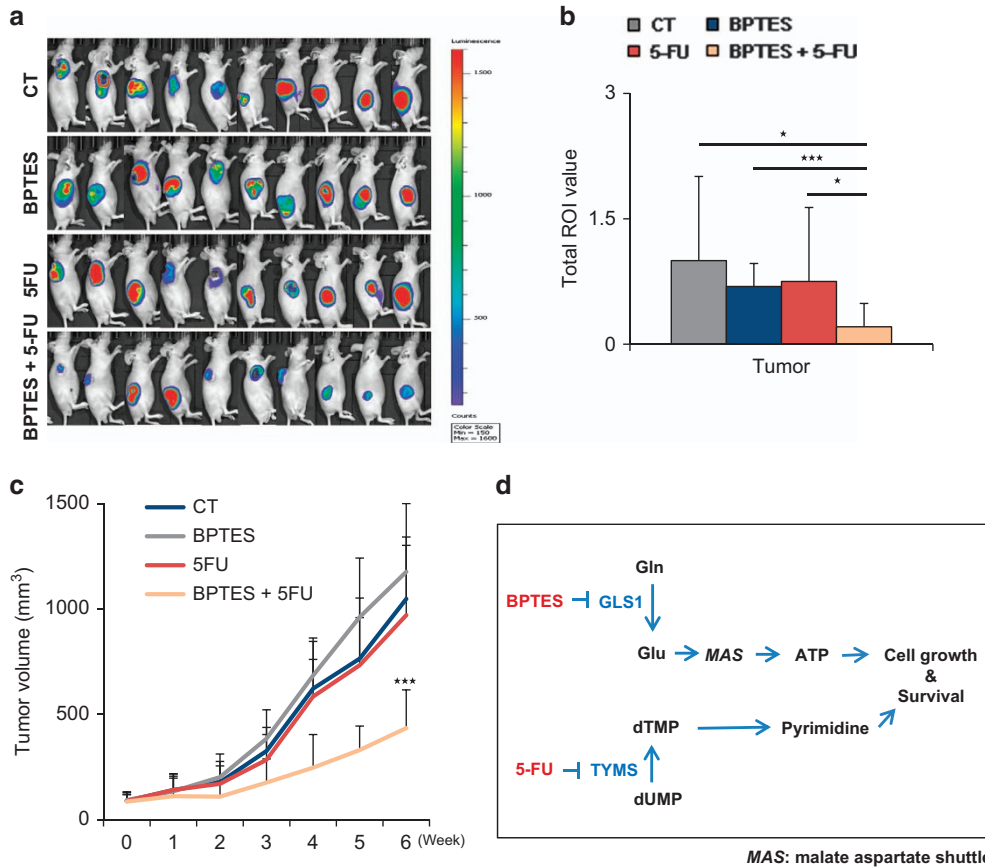 a
CT
BPTES
5FU
BPTES + 5-FU
Luminescence
1500
1000
500
Counts
Color Scale
Min = 150
Max = 1600
b
CT BPTES
5-FU BPTES + 5-FU
Total ROI value
3
1.5
0
*
***
*
Tumor
c
Tumor volume (mm³)
1500
1000
500
0
CT
BPTES
5FU
BPTES + 5FU
***
0 1 2 3 4 5 6 (Week)
d
Gln
BPTES GLS1
Glu MAS ATP Cell growth
&
Survival
dTMP Pyrimidine
5-FU TYMS
dUMP
MAS: malate aspartate shuttle